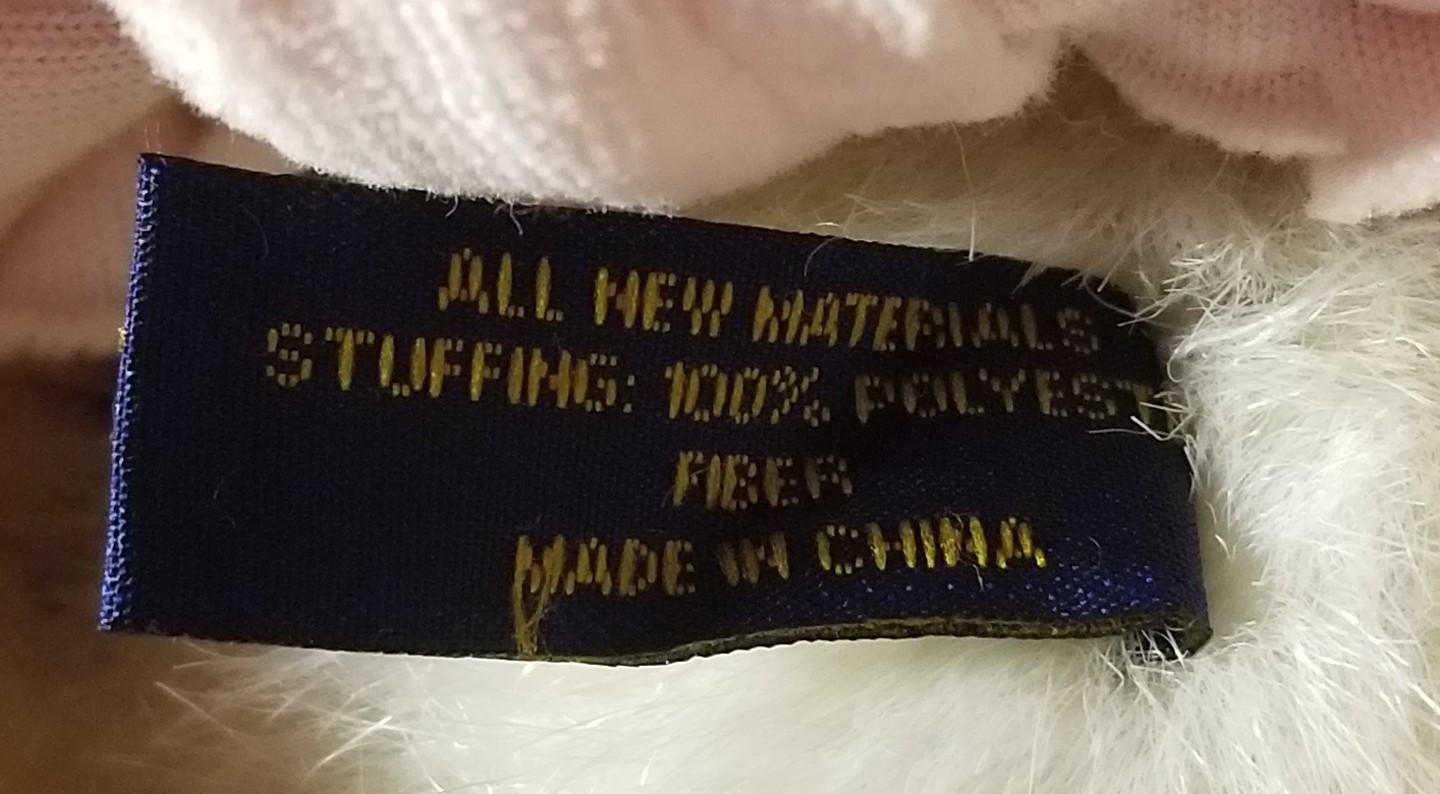 ALL NEW MATERIALS
STUFFING: 100% POLYEST
FIBER
MADE IN CHINA